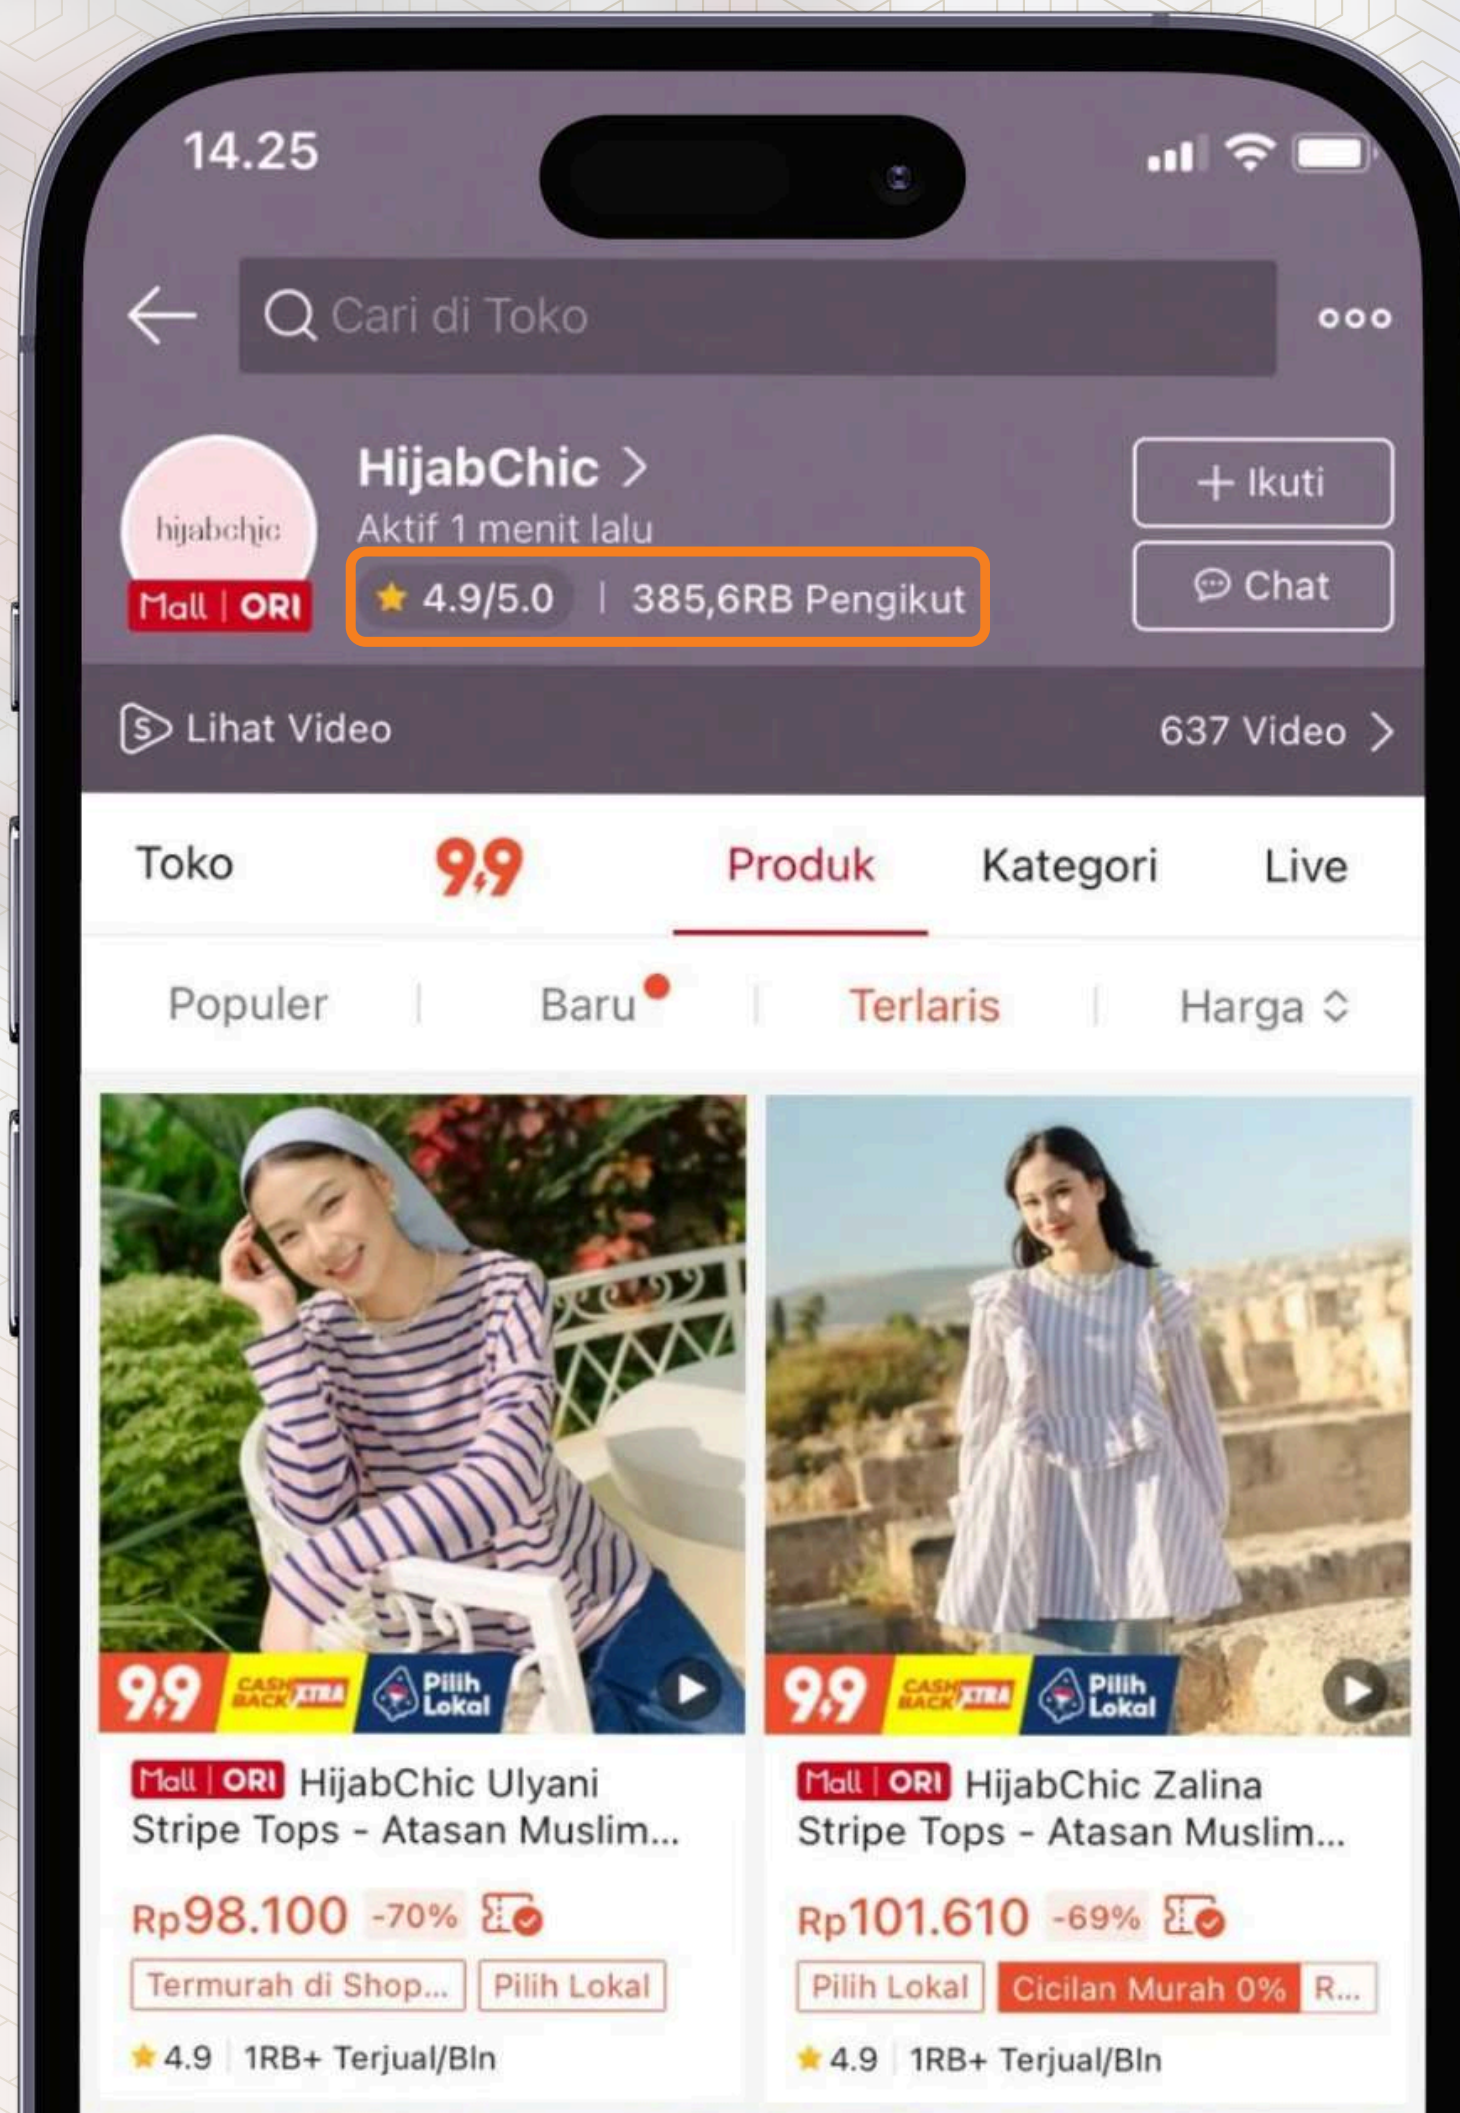 14.25
Cari di Toko
HijabChic >
Aktif 1 menit lalu
+ Ikuti
hijabchic
Mall | ORI
4.9/5.0 | 385,6RB Pengikut
Chat
Lihat Video
637 Video >
Toko
9.9
Produk
Kategori
Live
Populer
Baru
Terlaris
Harga
9.9
CASHBACK XTRA
Pilih
Lokal
9.9
CASHBACK XTRA
Pilih
Lokal
Mall | ORI HijabChic Ulyani
Stripe Tops - Atasan Muslim...
Rp98.100 -70%
Termurah di Shop... Pilih Lokal
4.9 1RB+ Terjual/Bln
Mall | ORI HijabChic Zalina
Stripe Tops - Atasan Muslim...
Rp101.610 -69%
Pilih Lokal Cicilan Murah 0% R...
4.9 1RB+ Terjual/Bln